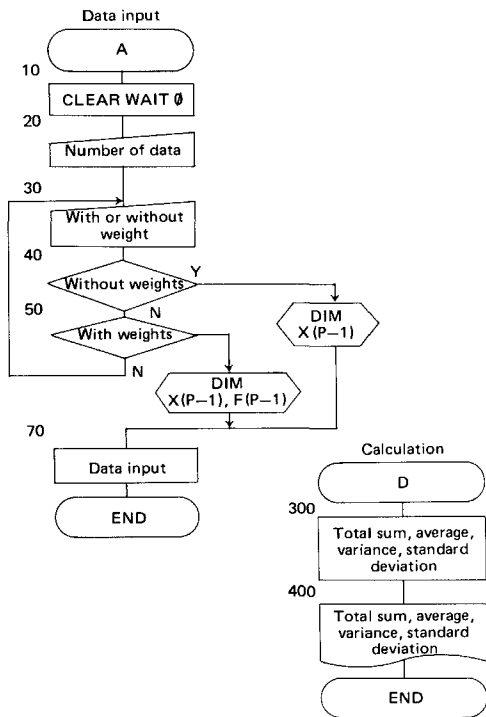 Data input
A
10
CLEAR WAIT Ø
20
Number of data
30
With or without
weight
40
Without weights
Y
50
N
With weights
N
DIM
X(P–1)
DIM
X(P–1), F(P–1)
70
Data input
END
Calculation
D
300
Total sum, average,
variance, standard
deviation
400
Total sum, average,
variance, standard
deviation
END